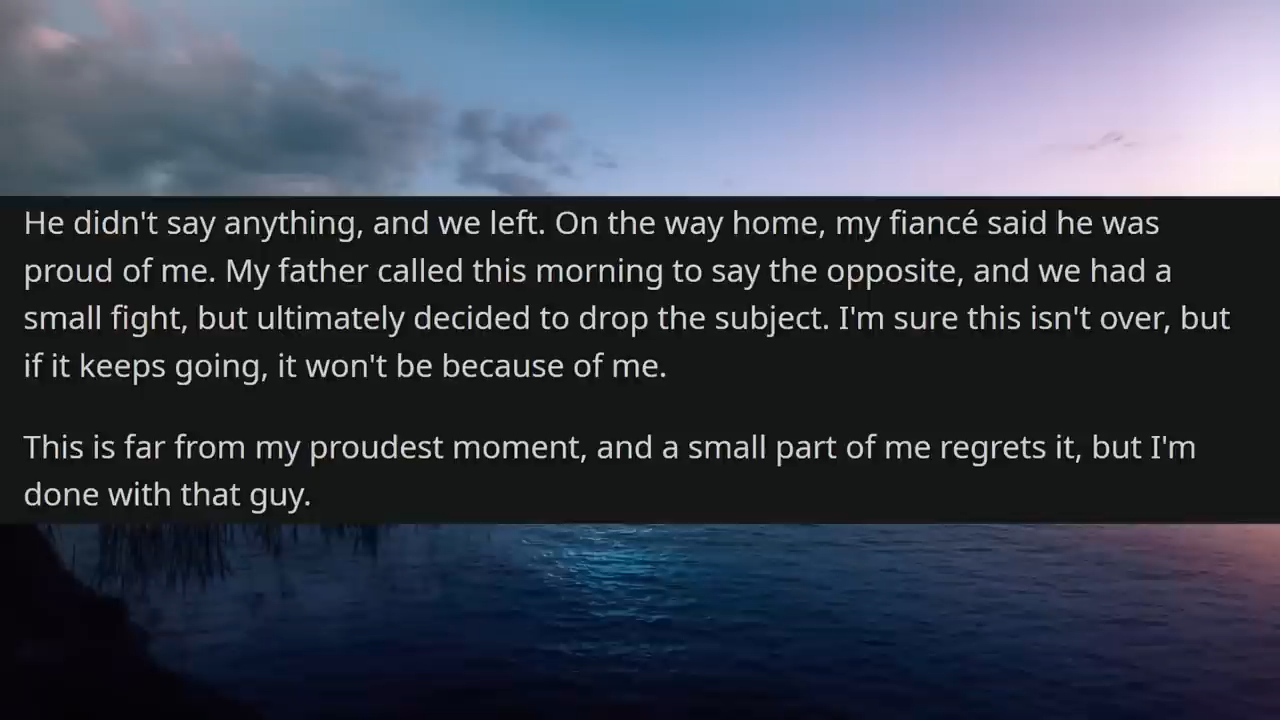 He didn't say anything, and we left. On the way home, my fiancé said he was
proud of me. My father called this morning to say the opposite, and we had a
small fight, but ultimately decided to drop the subject. I'm sure this isn't over, but
if it keeps going, it won't be because of me.
This is far from my proudest moment, and a small part of me regrets it, but I'm
done with that guy.